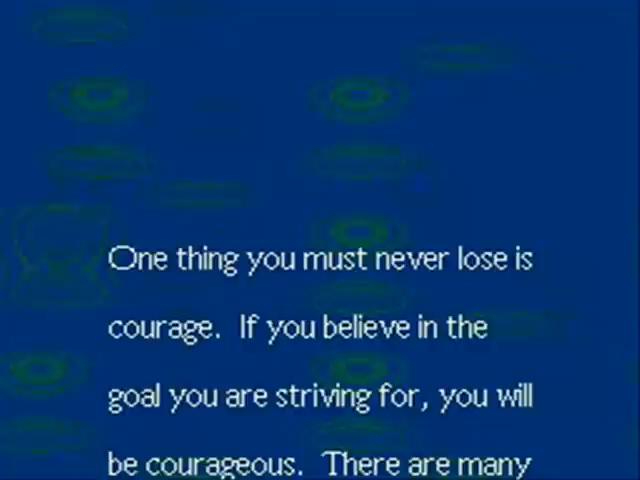 One thing you must never lose is
courage.  If you believe in the
goal you are striving for, you will
be courageous.  There are many